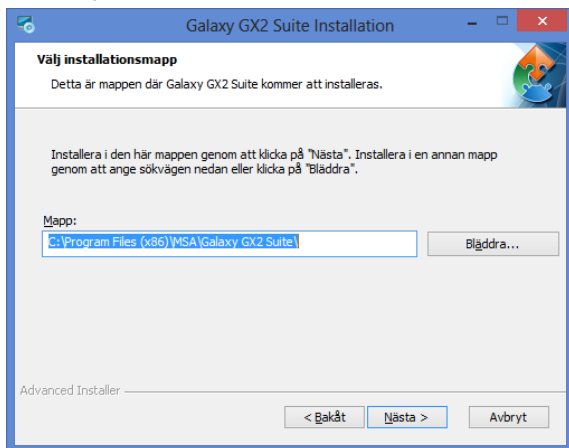 Galaxy GX2 Suite Installation
Välj installationsmapp
Detta är mappen där Galaxy GX2 Suite kommer att installeras.
Installera i den här mappen genom att klicka på "Nästa". Installera i en annan mapp
genom att ange sökvägen nedan eller klicka på "Bläddra".
Mapp:
C:\Program Files (x86)\MSA\Galaxy GX2 Suite\
Bläddra...
Advanced Installer
< Bakåt
Nästa >
Avbryt